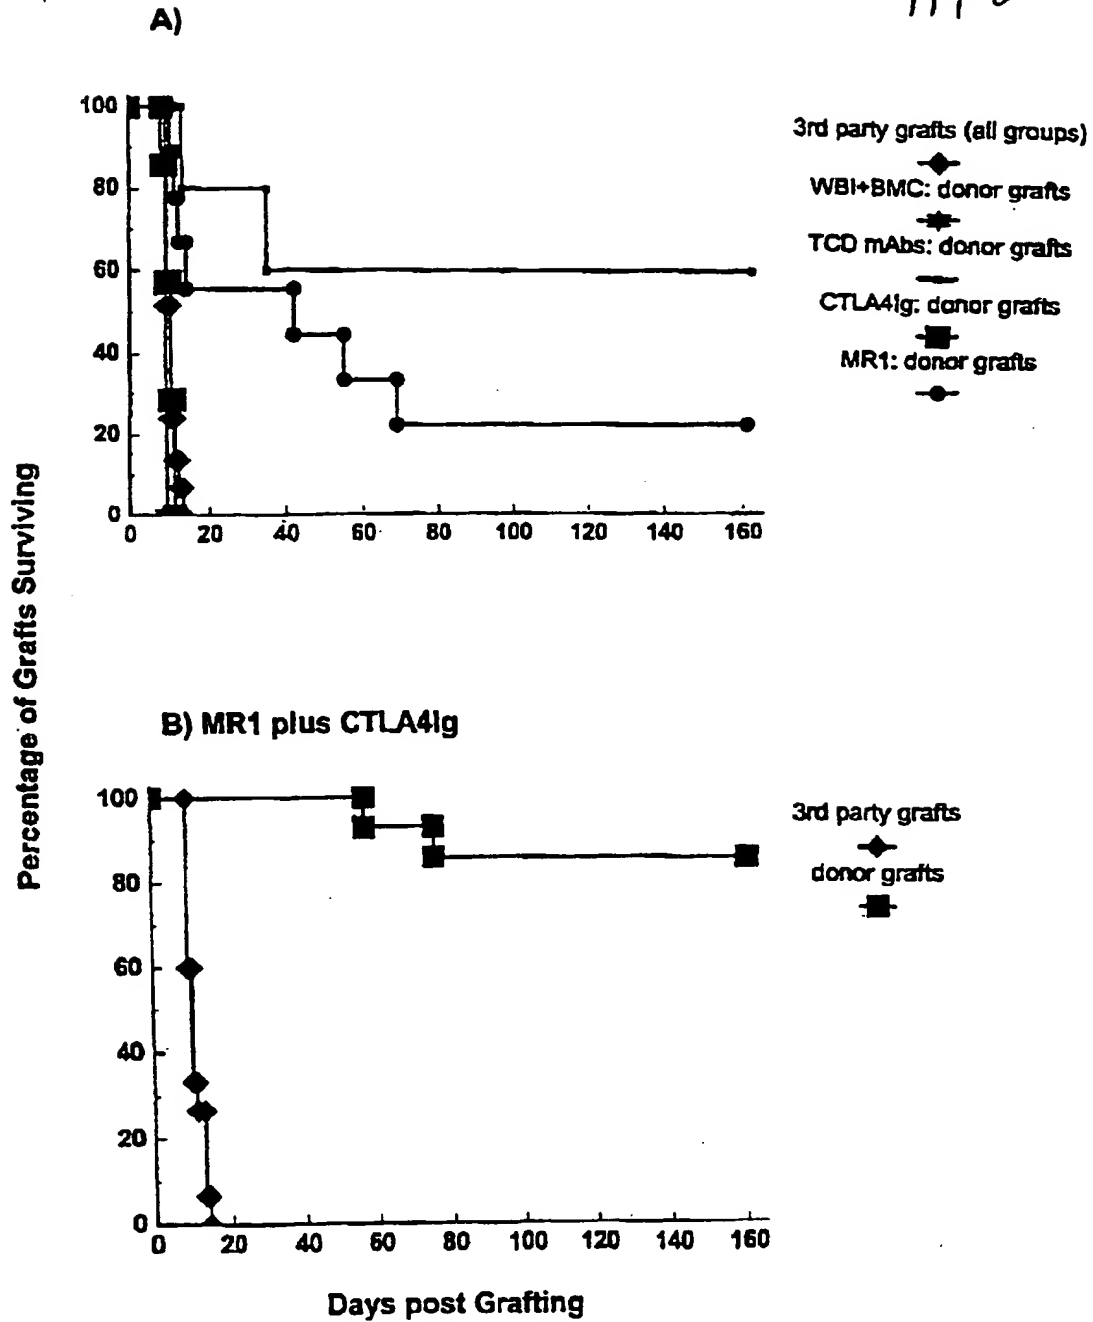 A)
100
80
60
40
20
0
0 20 40 60 80 100 120 140 160
3rd party grafts (all groups)
WBI+BMC: donor grafts
TCD mAbs: donor grafts
CTLA4Ig: donor grafts
MR1: donor grafts
Percentage of Grafts Surviving
B) MR1 plus CTLA4Ig
100
80
60
40
20
0
0 20 40 60 80 100 120 140 160
3rd party grafts
donor grafts
Days post Grafting